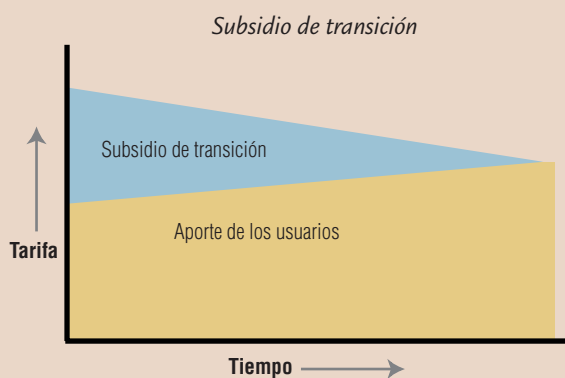 Subsidio de transición
Subsidio de transición
Aporte de los usuarios
Tarifa
Tiempo